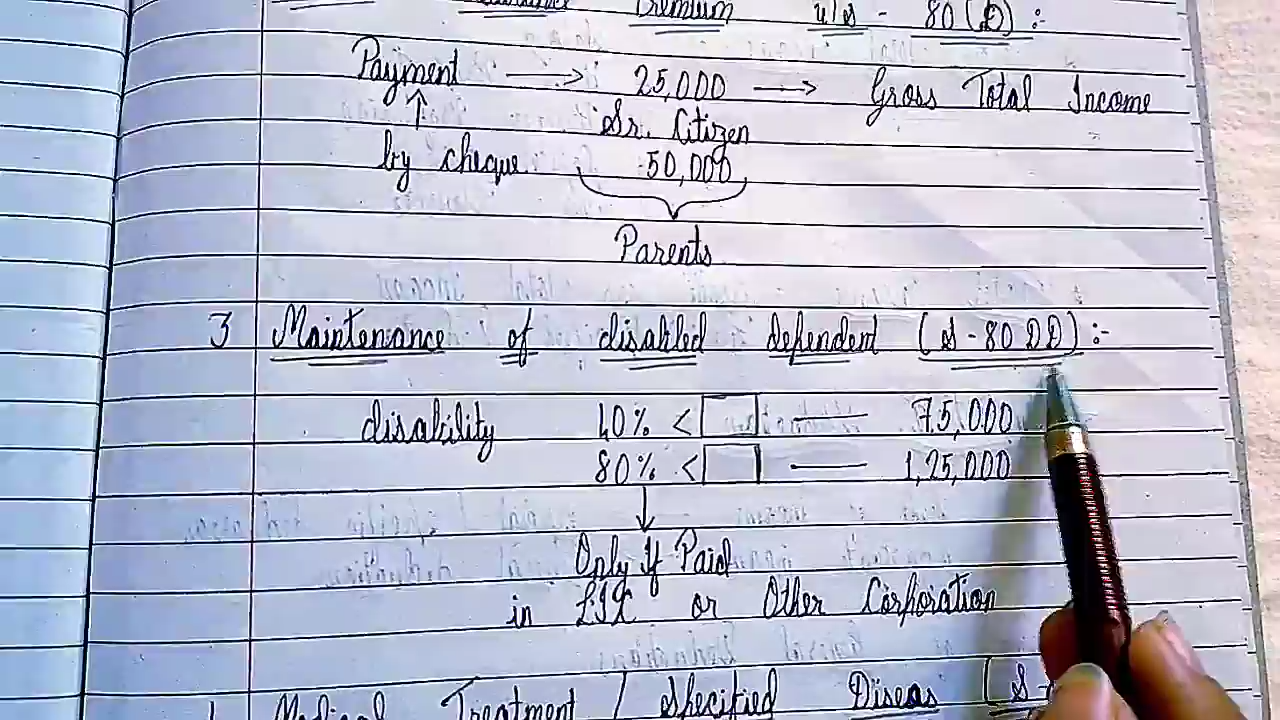 Premium u/s - 80 (D) :-
Payment → 25,000 → Gross Total Income
↑ Sr. Citizen
by cheque 50,000
Parents
3 Maintenance of disabled dependent (S - 80 DD) :-
disability 40% < 75,000
80% < 1,25,000
↓
Only If Paid
in LIC or Other Corporation
Medical Treatment / Specified Diseas (S-